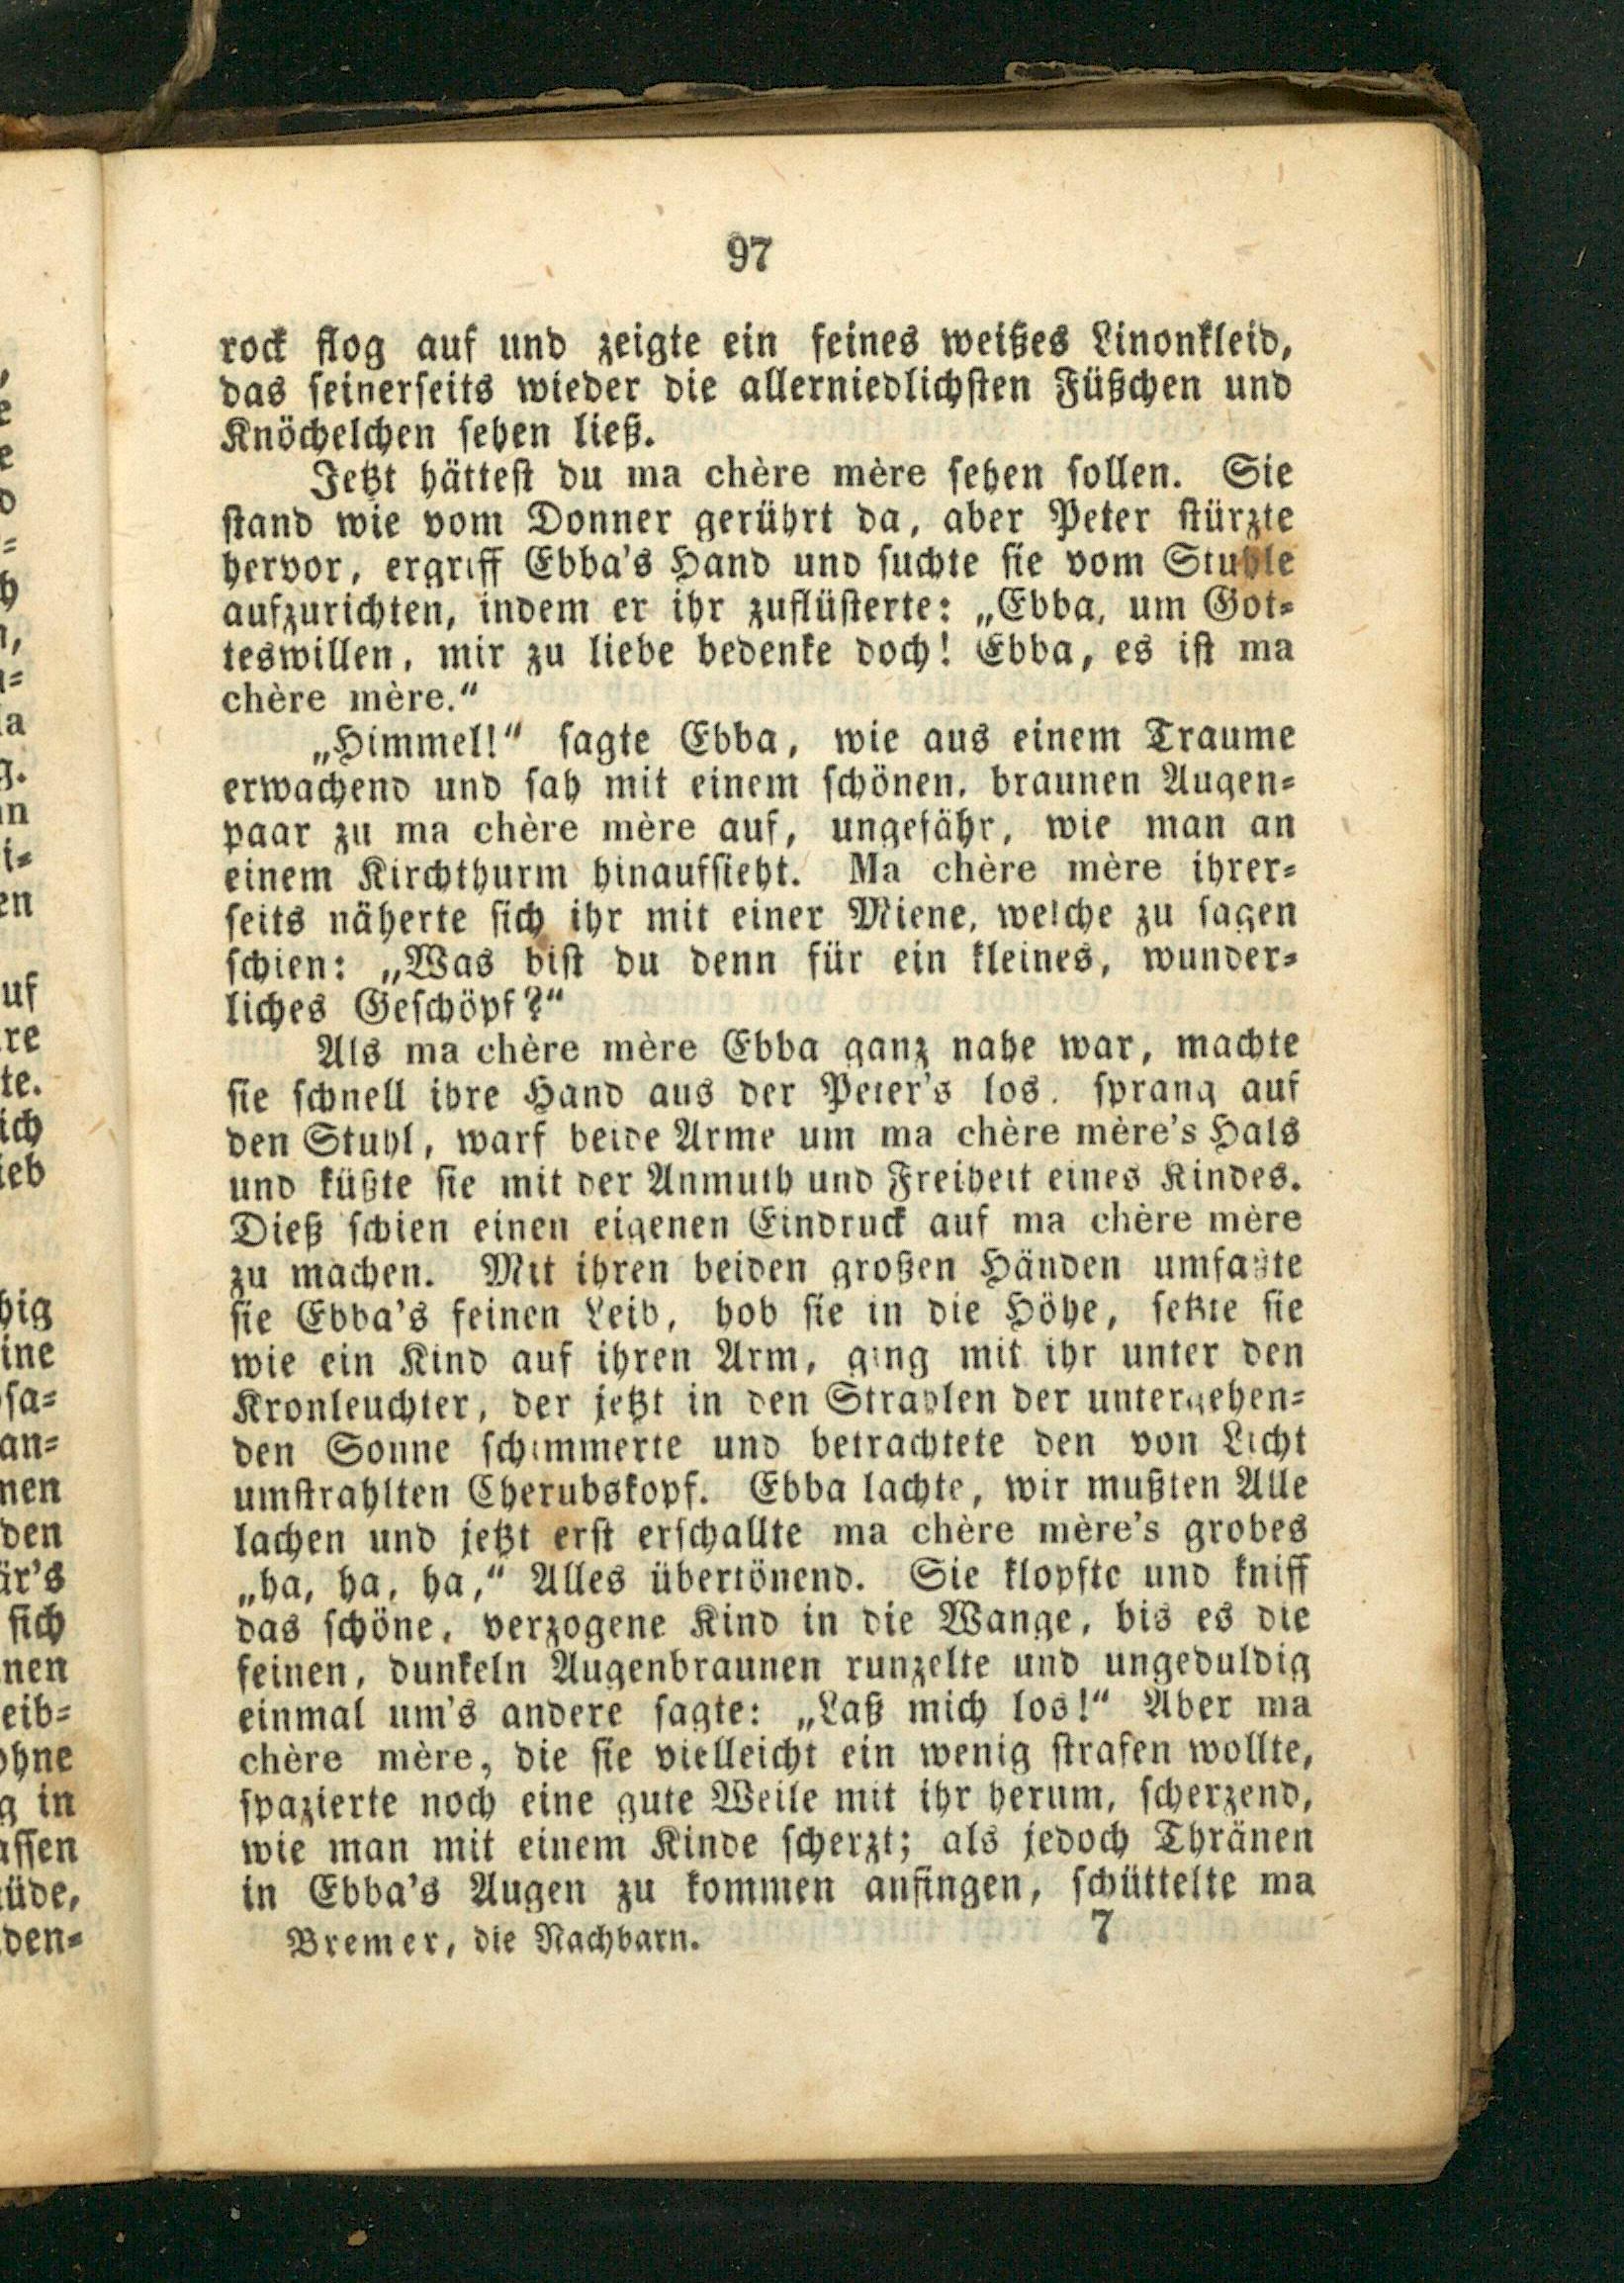 97
rock flog auf und zeigte ein feines weißes Linonkleid,
das seinerseits wieder die allerniedlichsten Füßchen und
Knöchelchen sehen ließ.
Jetzt hättest du ma chère mère sehen sollen. Sie
stand wie vom Donner gerührt da, aber Peter stürzte
hervor, ergriff Ebba's Hand und suchte sie vom Stuhle
aufzurichten, indem er ihr zuflüsterte: „Ebba, um Got=
teswillen, mir zu liebe bedenke doch! Ebba, es ist ma
chère mère.“
„Himmel!“ sagte Ebba, wie aus einem Traume
erwachend und sah mit einem schönen, braunen Augen=
paar zu ma chère mère auf, ungefähr, wie man an
einem Kirchthurm hinaufsieht. Ma chère mère ihrer=
seits näherte sich ihr mit einer Miene, welche zu sagen
schien: „Was bist du denn für ein kleines, wunder=
liches Geschöpf?“
Als ma chère mère Ebba ganz nahe war, machte
sie schnell ihre Hand aus der Peter's los, sprang auf
den Stuhl, warf beide Arme um ma chère mère's Hals
und küßte sie mit der Anmuth und Freiheit eines Kindes.
Dieß schien einen eigenen Eindruck auf ma chère mère
zu machen. Mit ihren beiden großen Händen umfaßte
sie Ebba's feinen Leib, hob sie in die Höhe, setzte sie
wie ein Kind auf ihren Arm, ging mit ihr unter den
Kronleuchter, der jetzt in den Strahlen der untergehen=
den Sonne schimmerte und betrachtete den von Licht
umstrahlten Cherubskopf. Ebba lachte, wir mußten Alle
lachen und jetzt erst erschallte ma chère mère's grobes
„ha, ha, ha,“ Alles übertönend. Sie klopfte und kniff
das schöne, verzogene Kind in die Wange, bis es die
feinen, dunkeln Augenbraunen runzelte und ungeduldig
einmal um's andere sagte: „Laß mich los!“ Aber ma
chère mère, die sie vielleicht ein wenig strafen wollte,
spazierte noch eine gute Weile mit ihr herum, scherzend,
wie man mit einem Kinde scherzt; als jedoch Thränen
in Ebba's Augen zu kommen anfingen, schüttelte ma
Bremer, die Nachbarn. 7